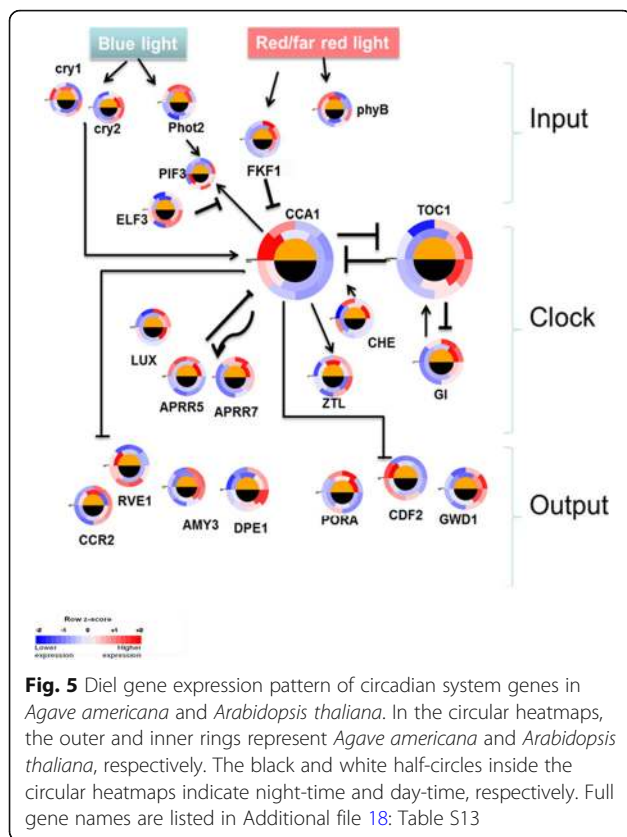 Blue light
Red/far red light
cry1
cry2
Phot2
phyB
Input
PIF3
FKF1
ELF3
CCA1
TOC1
Clock
LUX
CHE
APRR5
APRR7
ZTL
GI
Output
RVE1
CCR2
AMY3
DPE1
PORA
CDF2
GWD1
Row z-score
-2 -1 0 +1 +2
Lower expression
Higher expression
Fig. 5 Diel gene expression pattern of circadian system genes in
Agave americana and Arabidopsis thaliana. In the circular heatmaps,
the outer and inner rings represent Agave americana and Arabidopsis
thaliana, respectively. The black and white half-circles inside the
circular heatmaps indicate night-time and day-time, respectively. Full
gene names are listed in Additional file 18: Table S13